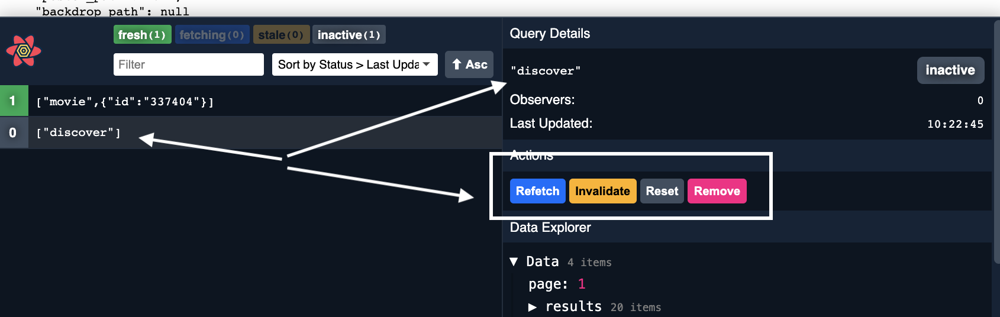 "backdrop path": null
fresh(1) fetching(0) stale(0) inactive(1)
Filter
Sort by Status > Last Upda
Asc
1 ["movie",{"id":"337404"}]
0 ["discover"]
Query Details
"discover"
inactive
Observers: 0
Last Updated: 10:22:45
Actions
Refetch Invalidate Reset Remove
Data Explorer
▼ Data 4 items
page: 1
▶ results 20 items